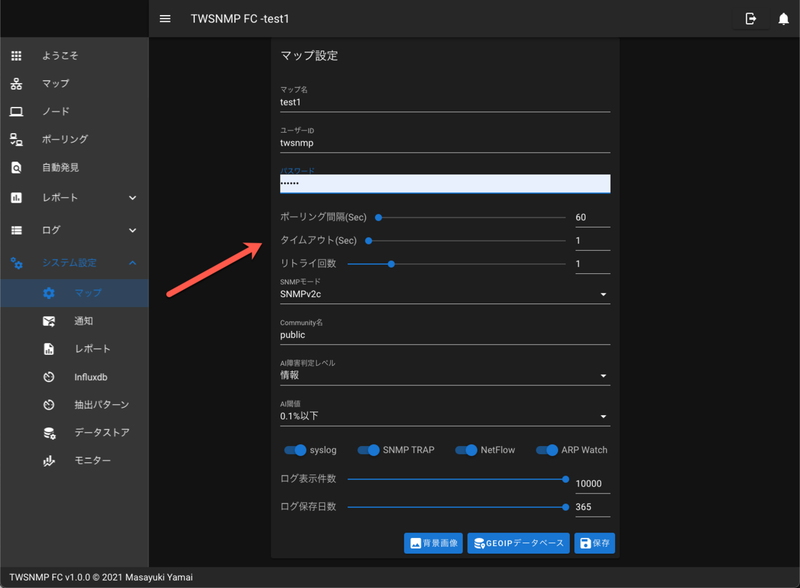 TWSNMP FC -test1
ようこそ
マップ
ノード
ポーリング
自動発見
レポート
ログ
システム設定
マップ
通知
レポート
Influxdb
抽出パターン
データストア
モニター
マップ設定
マップ名
test1
ユーザーID
twsnmp
パスワード
••••••
ポーリング間隔(Sec) 60
タイムアウト(Sec) 1
リトライ回数 1
SNMPモード
SNMPv2c
Community名
public
AI障害判定レベル
情報
AI閾値
0.1%以下
syslog SNMP TRAP NetFlow ARP Watch
ログ表示件数 10000
ログ保存日数 365
背景画像 GEOIPデータベース 保存
TWSNMP FC v1.0.0 © 2021 Masayuki Yamai